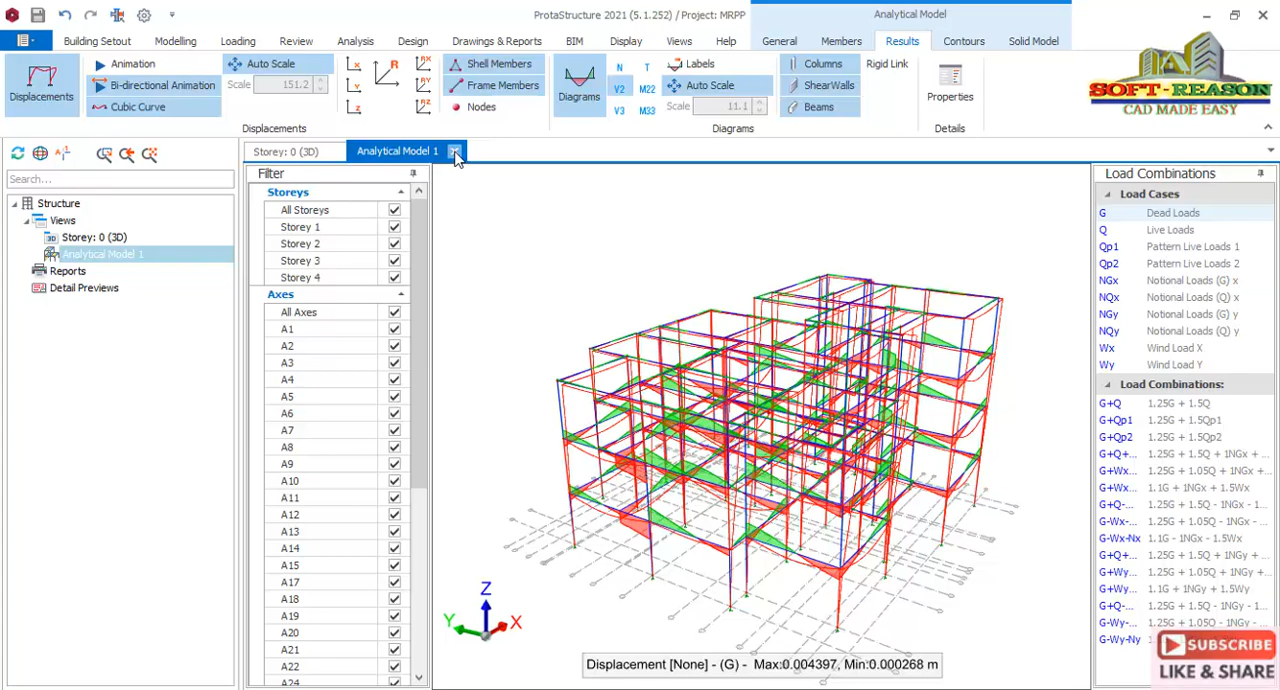 ProtaStructure 2021 (5.1.252) / Project: MRPP
Analytical Model
Building Setout Modelling Loading Review Analysis Design Drawings & Reports BIM Display Views Help General Members Results Contours Solid Model
Displacements
Animation
Bi-directional Animation
Cubic Curve
Auto Scale
Scale 151.2
X Y Z
R
RX RY RZ
Shell Members
Frame Members
Nodes
Displacements
Diagrams
N T
V2 M22
V3 M33
Labels
Auto Scale
Scale 11.1
Columns
ShearWalls
Beams
Rigid Link
Diagrams
Properties
Details
SOFT-REASON
CAD MADE EASY
Search...
Structure
Views
3D Storey: 0 (3D)
Analytical Model 1
Reports
Detail Previews
Storey: 0 (3D) Analytical Model 1
Filter
Storeys
All Storeys
Storey 1
Storey 2
Storey 3
Storey 4
Axes
All Axes
A1
A2
A3
A4
A5
A6
A7
A8
A9
A10
A11
A12
A14
A15
A17
A18
A19
A20
A21
A22
A24
Z
Y
X
Displacement [None] - (G) - Max:0.004397, Min:0.000268 m
Load Combinations
Load Cases
G Dead Loads
Q Live Loads
Qp1 Pattern Live Loads 1
Qp2 Pattern Live Loads 2
NGx Notional Loads (G) x
NQx Notional Loads (Q) x
NGy Notional Loads (G) y
NQy Notional Loads (Q) y
Wx Wind Load X
Wy Wind Load Y
Load Combinations:
G+Q 1.25G + 1.5Q
G+Qp1 1.25G + 1.5Qp1
G+Qp2 1.25G + 1.5Qp2
G+Q+... 1.25G + 1.5Q + 1NGx + ...
G+Wx... 1.25G + 1.05Q + 1NGx +...
G+Wx... 1.1G + 1NGx + 1.5Wx
G+Q-... 1.25G + 1.5Q - 1NGx - ...
G-Wx-... 1.25G + 1.05Q - 1NGx -...
G-Wx-Nx 1.1G - 1NGx - 1.5Wx
G+Q+... 1.25G + 1.5Q + 1NGy + ...
G+Wy... 1.25G + 1.05Q + 1NGy +...
G+Wy... 1.1G + 1NGy + 1.5Wy
G+Q-... 1.25G + 1.5Q - 1NGy - ...
G-Wy-... 1.25G + 1.05Q - 1NGy -...
G-Wy-Ny
SUBSCRIBE
LIKE & SHARE